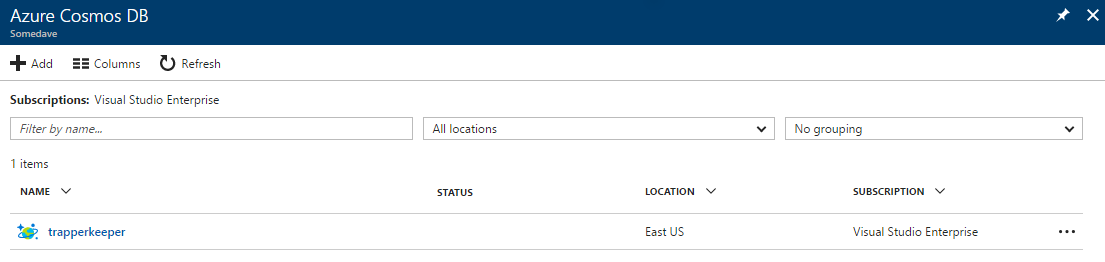 Azure Cosmos DB
Somedave
Add Columns Refresh
Subscriptions: Visual Studio Enterprise
Filter by name... All locations No grouping
1 items
NAME STATUS LOCATION SUBSCRIPTION
trapperkeeper East US Visual Studio Enterprise